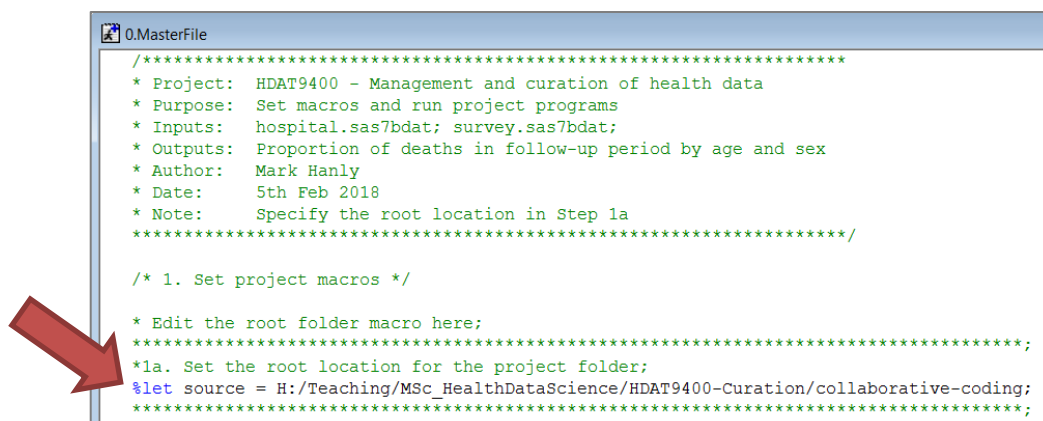 0.MasterFile
/********************************************************************
* Project:  HDAT9400 - Management and curation of health data
* Purpose:  Set macros and run project programs
* Inputs:   hospital.sas7bdat; survey.sas7bdat;
* Outputs:  Proportion of deaths in follow-up period by age and sex
* Author:   Mark Hanly
* Date:     5th Feb 2018
* Note:     Specify the root location in Step 1a
*********************************************************************/
/* 1. Set project macros */
* Edit the root folder macro here;
**************************************************************************************;
*1a. Set the root location for the project folder;
%let source = H:/Teaching/MSc_HealthDataScience/HDAT9400-Curation/collaborative-coding;
**************************************************************************************;